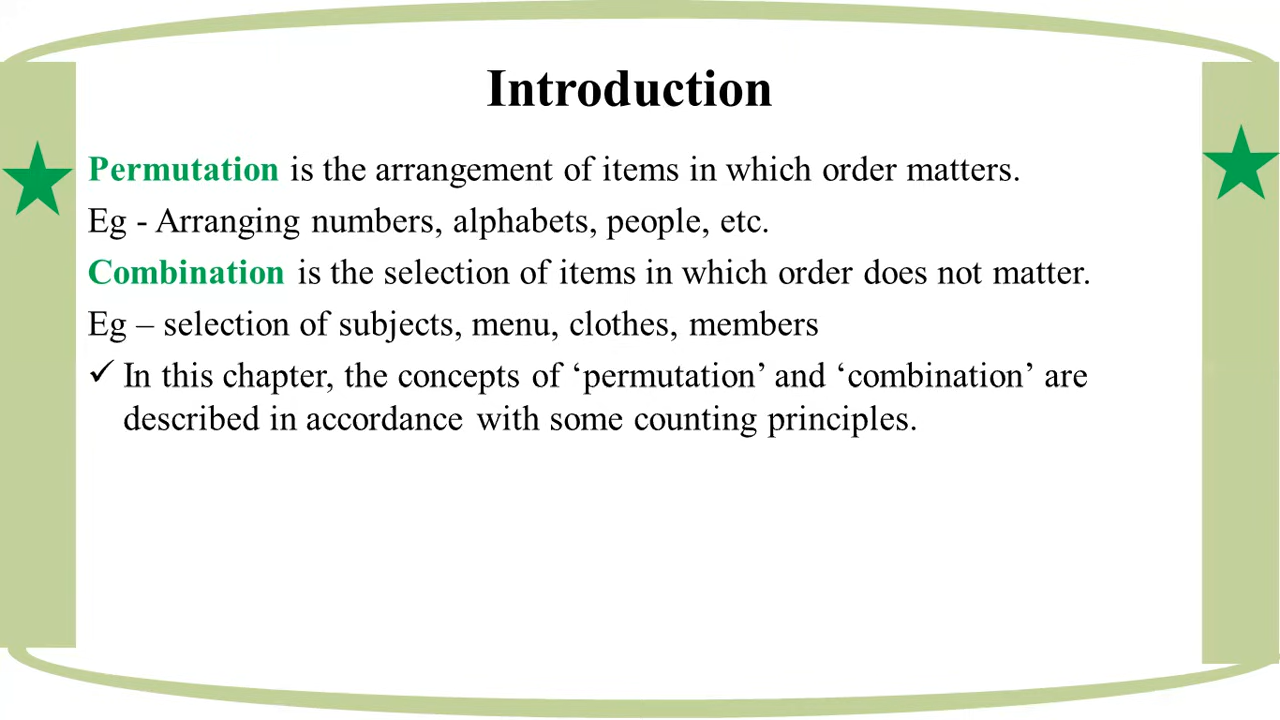 Introduction
Permutation is the arrangement of items in which order matters.
Eg - Arranging numbers, alphabets, people, etc.
Combination is the selection of items in which order does not matter.
Eg – selection of subjects, menu, clothes, members
✓ In this chapter, the concepts of ‘permutation’ and ‘combination’ are
described in accordance with some counting principles.